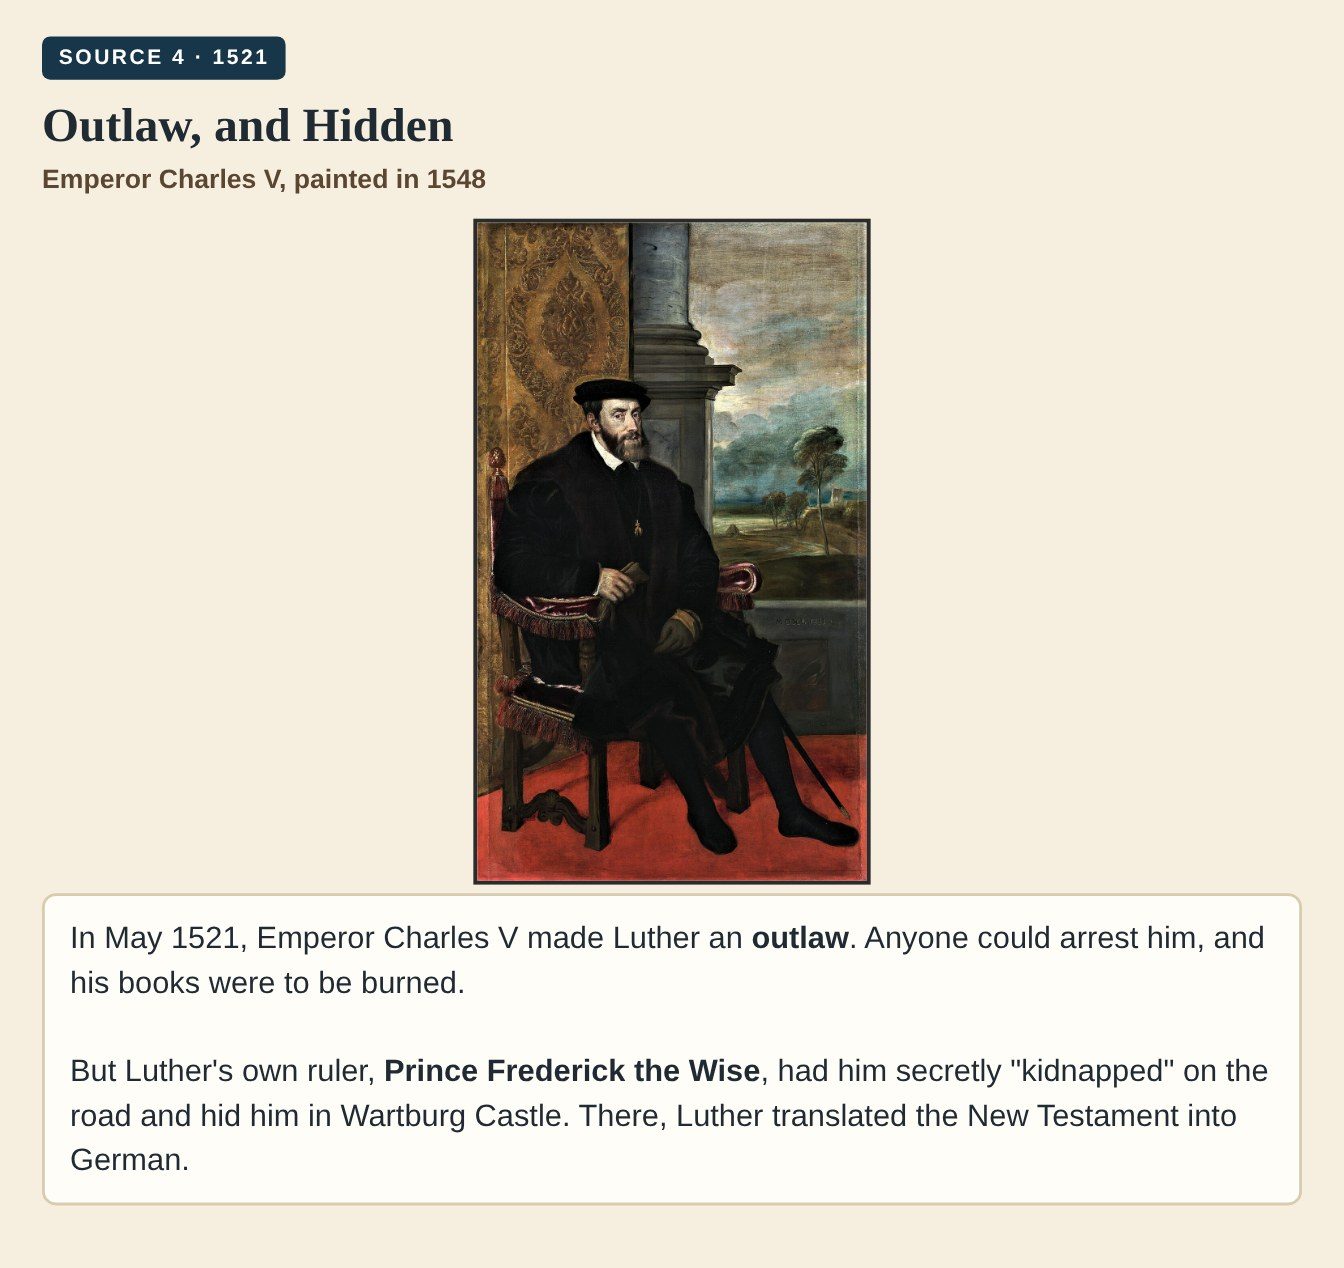 SOURCE 4 · 1521
Outlaw, and Hidden
Emperor Charles V, painted in 1548
In May 1521, Emperor Charles V made Luther an outlaw. Anyone could arrest him, and
his books were to be burned.
But Luther's own ruler, Prince Frederick the Wise, had him secretly "kidnapped" on the
road and hid him in Wartburg Castle. There, Luther translated the New Testament into
German.